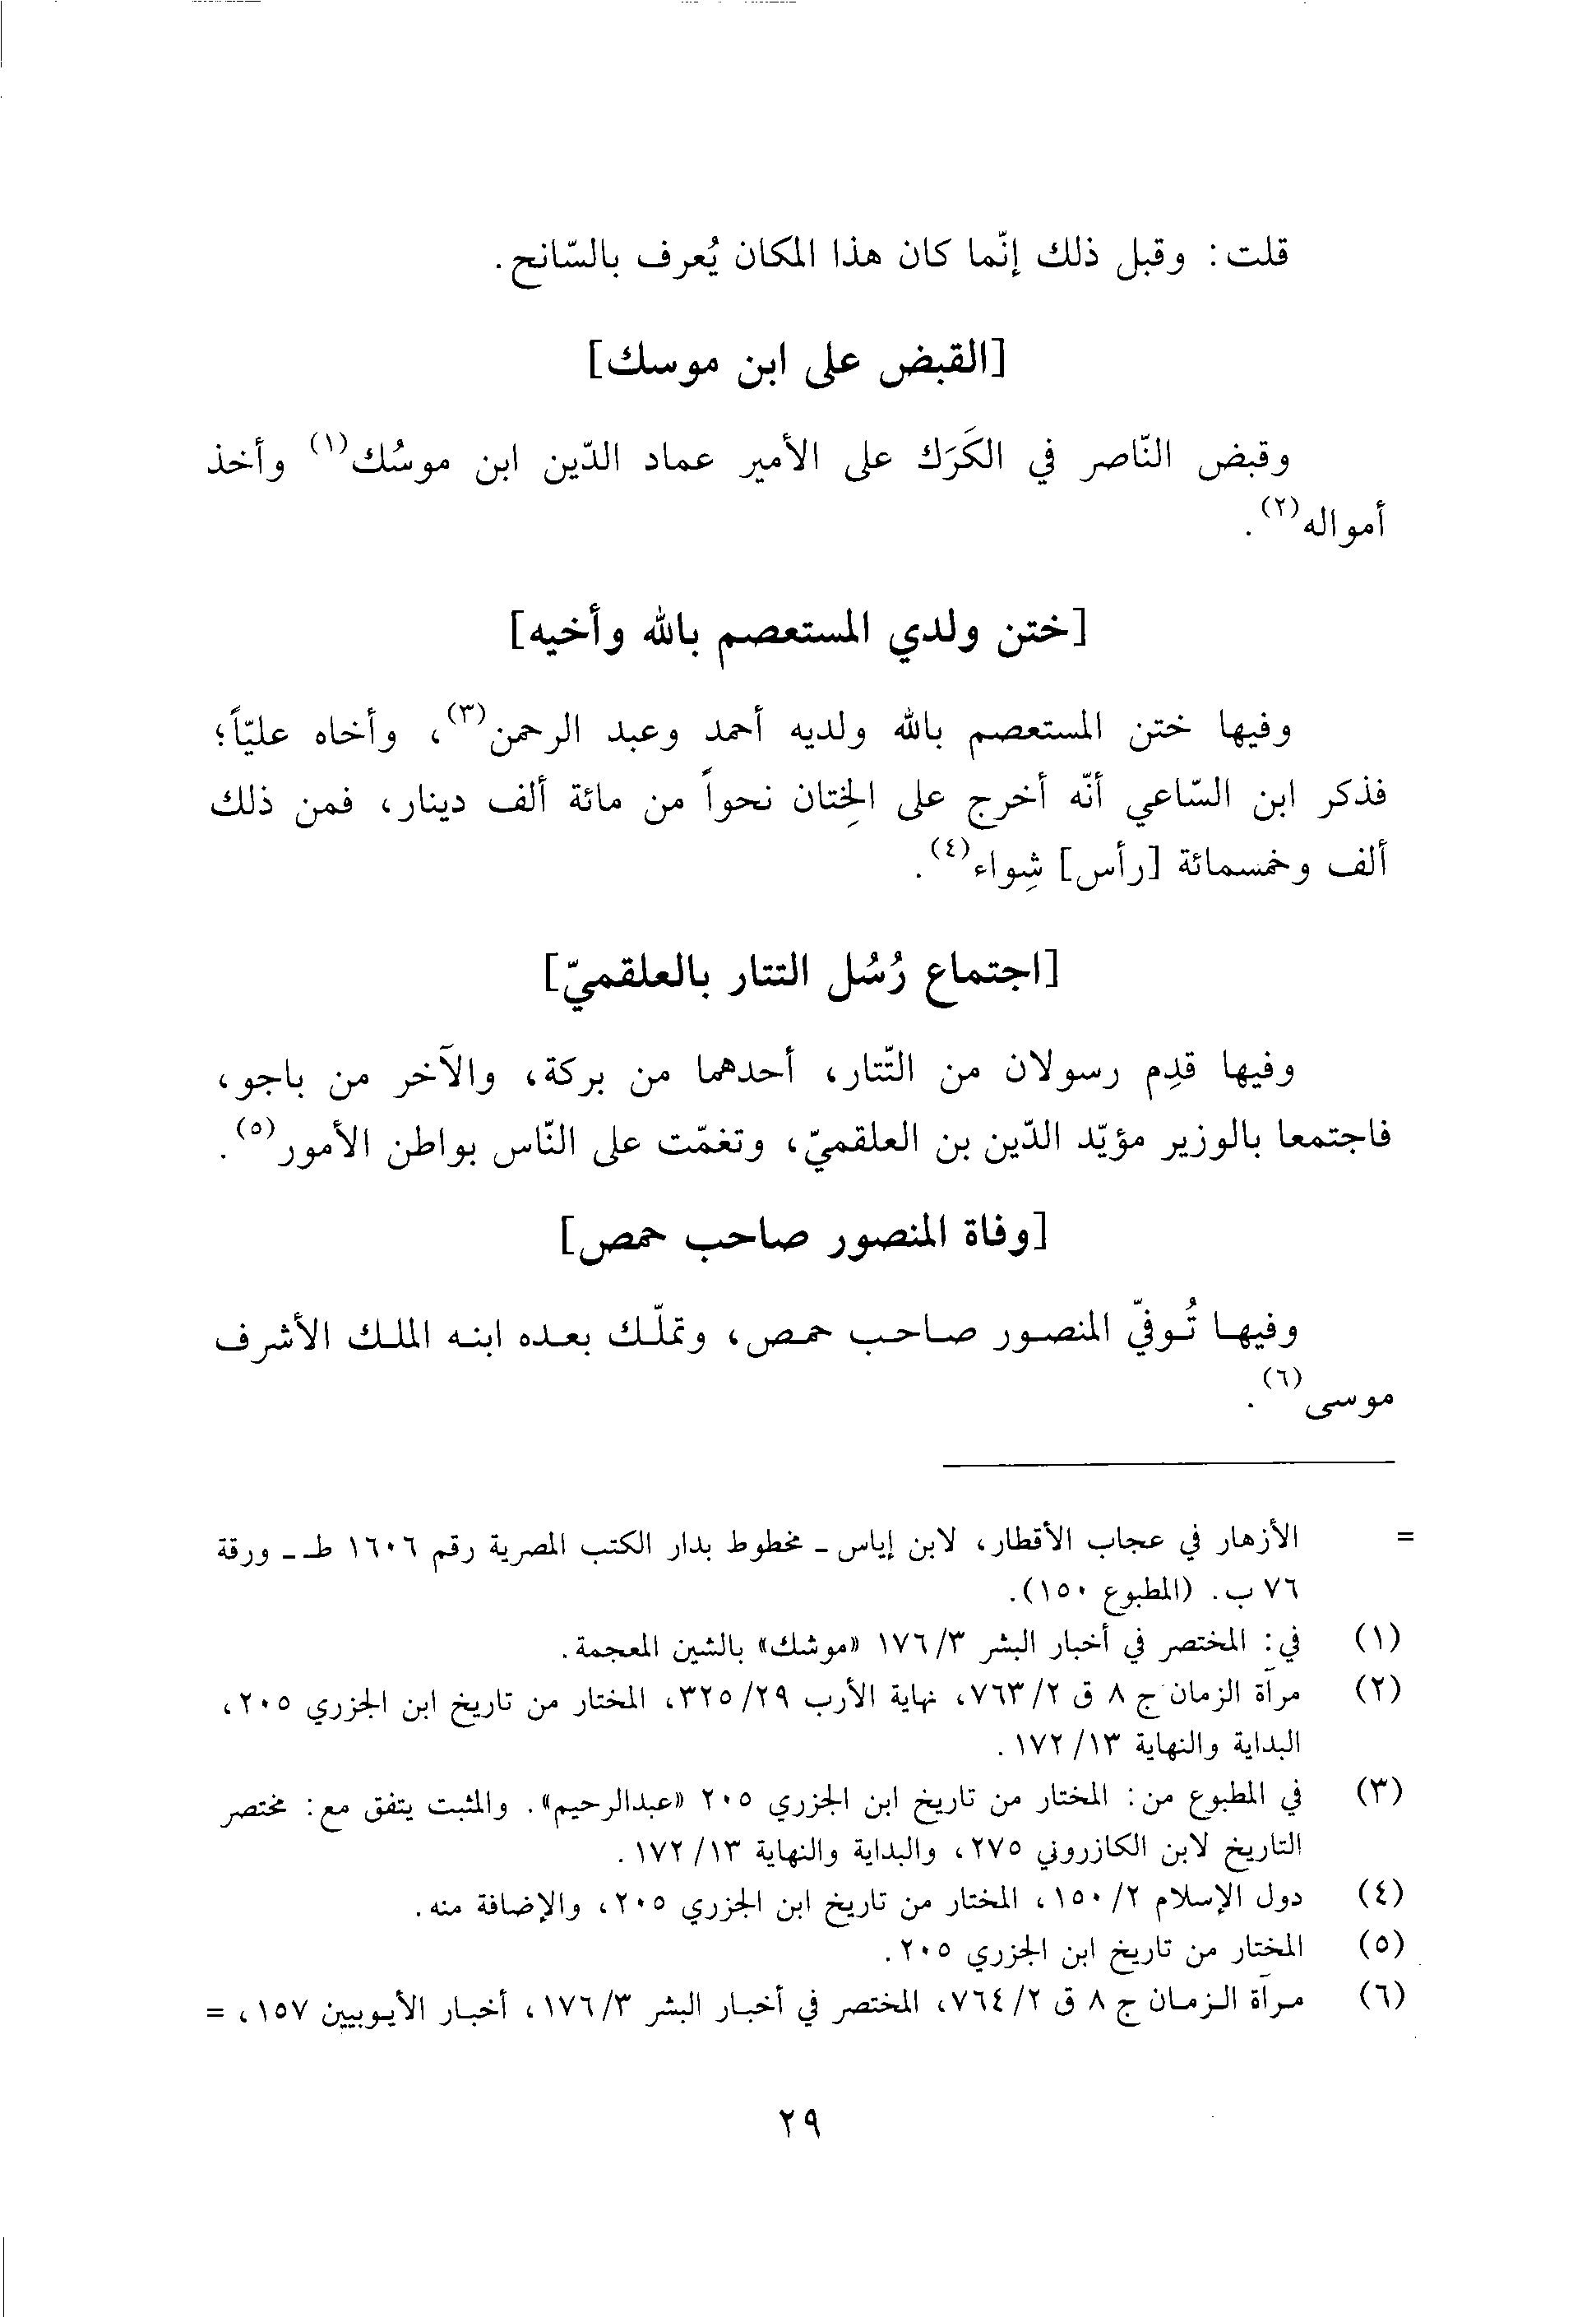 قلت: وقبل ذلك إنّما كان هذا المكان يُعرف بالسّانح.
[القبض على ابن موسك]
وقبض النّاصر في الكَرَك على الأمير عماد الدّين ابن موسُك(١) وأخذ
أمواله(٢).
[ختن ولدي المستعصم بالله وأخيه]
وفيها ختن المستعصم بالله ولديه أحمد وعبد الرحمن(٣)، وأخاه عليّاً؛
فذكر ابن السّاعي أنّه أخرج على الخِتان نحواً من مائة ألف دينار، فمن ذلك
ألف وخمسمائة [رأس] شِواء(٤).
[اجتماع رُسُل التتار بالعلقميّ]
وفيها قدِم رسولان من التّتار، أحدهما من بركة، والآخر من باجو،
فاجتمعا بالوزير مؤيّد الدّين بن العلقميّ، وتغمّت على النّاس بواطن الأمور(٥).
[وفاة المنصور صاحب حمص]
وفيها تُوفّي المنصور صاحب حمص، وتملّك بعده ابنه الملك الأشرف
موسى(٦).
= الأزهار في عجاب الأقطار، لابن إياس - مخطوط بدار الكتب المصرية رقم ١٦٠٦ ط - ورقة
٧٦ ب. (المطبوع ١٥٠).
(١) في: المختصر في أخبار البشر ١٧٦/٣ «موشك» بالشين المعجمة.
(٢) مرآة الزمان ج ٨ ق ٧٦٣/٢، نهاية الأرب ٣٢٥/٢٩، المختار من تاريخ ابن الجزري ٢٠٥،
البداية والنهاية ١٧٢/١٣.
(٣) في المطبوع من: المختار من تاريخ ابن الجزري ٢٠٥ «عبدالرحيم». والمثبت يتفق مع: مختصر
التاريخ لابن الكازروني ٢٧٥، والبداية والنهاية ١٧٢/١٣.
(٤) دول الإسلام ١٥٠/٢، المختار من تاريخ ابن الجزري ٢٠٥، والإضافة منه.
(٥) المختار من تاريخ ابن الجزري ٢٠٥.
(٦) مرآة الزمان ج ٨ ق ٧٦٤/٢، المختصر في أخبار البشر ١٧٦/٣، أخبار الأيوبيين ١٥٧، =
٢٩